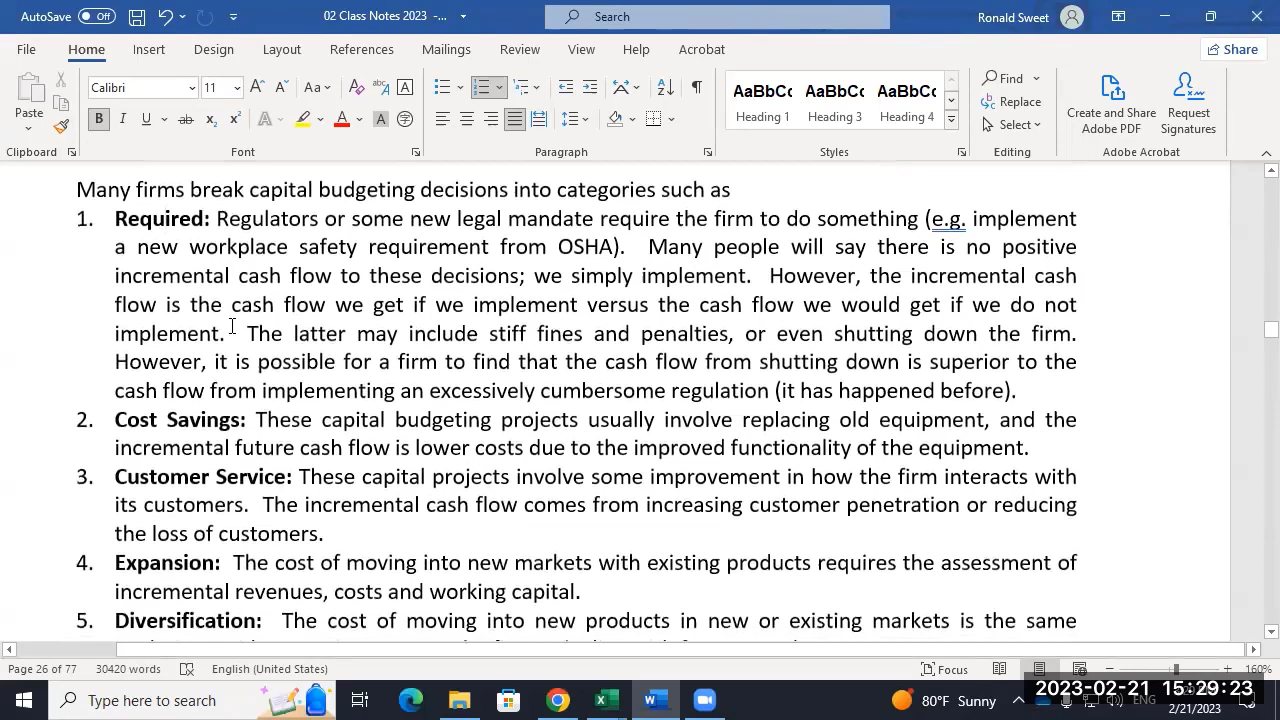 AutoSave Off 02 Class Notes 2023 -... Search Ronald Sweet
File Home Insert Design Layout References Mailings Review View Help Acrobat Share
Paste
Calibri 11
Aa
AaBbCc AaBbCc AaBbCc
Heading 1 Heading 3 Heading 4
Find
Replace
Select
Create and Share Adobe PDF
Request Signatures
Clipboard Font Paragraph Styles Editing Adobe Acrobat
Many firms break capital budgeting decisions into categories such as
1. Required: Regulators or some new legal mandate require the firm to do something (e.g. implement
a new workplace safety requirement from OSHA). Many people will say there is no positive
incremental cash flow to these decisions; we simply implement. However, the incremental cash
flow is the cash flow we get if we implement versus the cash flow we would get if we do not
implement. The latter may include stiff fines and penalties, or even shutting down the firm.
However, it is possible for a firm to find that the cash flow from shutting down is superior to the
cash flow from implementing an excessively cumbersome regulation (it has happened before).
2. Cost Savings: These capital budgeting projects usually involve replacing old equipment, and the
incremental future cash flow is lower costs due to the improved functionality of the equipment.
3. Customer Service: These capital projects involve some improvement in how the firm interacts with
its customers. The incremental cash flow comes from increasing customer penetration or reducing
the loss of customers.
4. Expansion: The cost of moving into new markets with existing products requires the assessment of
incremental revenues, costs and working capital.
5. Diversification: The cost of moving into new products in new or existing markets is the same
Page 26 of 77 30420 words English (United States) Focus 160%
Type here to search 80°F Sunny ENG
2023-02-21 15:29:23
2/21/2023